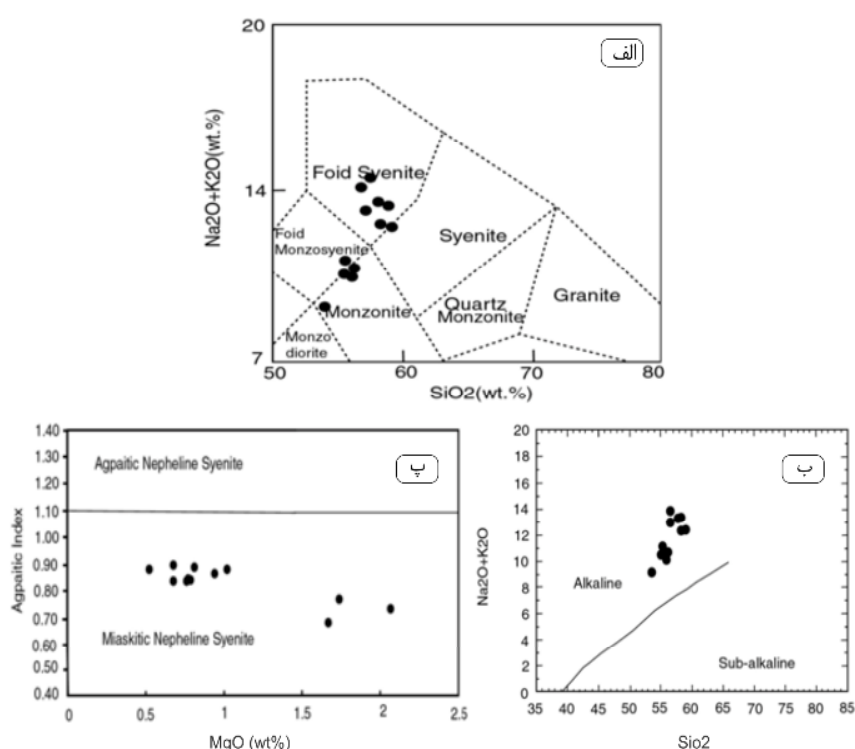 20
الف
Na2O+K2O(wt.%)
Foid Syenite
14
Foid
Monzosyenite
Syenite
Monzonite
Quartz
Monzonite
Granite
Monzo
diorite
7
50
60
70
80
SiO2(wt.%)
1.40
1.30
1.20
1.10
1.00
0.90
0.80
0.70
0.60
0.50
0.40
Agpaitic Index
Agpaitic Nepheline Syenite
پ
Miaskitic Nepheline Syenite
0
0.5
1
1.5
2
2.5
MgO (wt%)
20
18
16
14
12
10
8
6
4
2
0
Na2O+K2O
ب
Alkaline
Sub-alkaline
35
40
45
50
55
60
65
70
75
80
85
Sio2